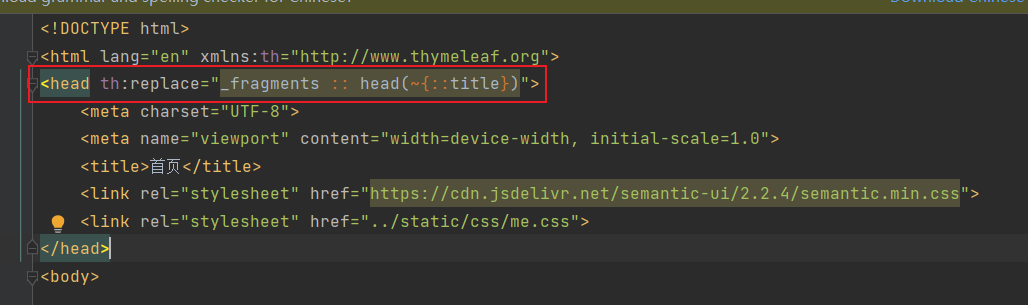 grammar and spelling checker for Chinese?
<!DOCTYPE html>
<html lang="en" xmlns:th="http://www.thymeleaf.org">
<head th:replace="_fragments :: head(~{::title})">
<meta charset="UTF-8">
<meta name="viewport" content="width=device-width, initial-scale=1.0">
<title>首页</title>
<link rel="stylesheet" href="https://cdn.jsdelivr.net/semantic-ui/2.2.4/semantic.min.css">
<link rel="stylesheet" href="../static/css/me.css">
</head>
<body>